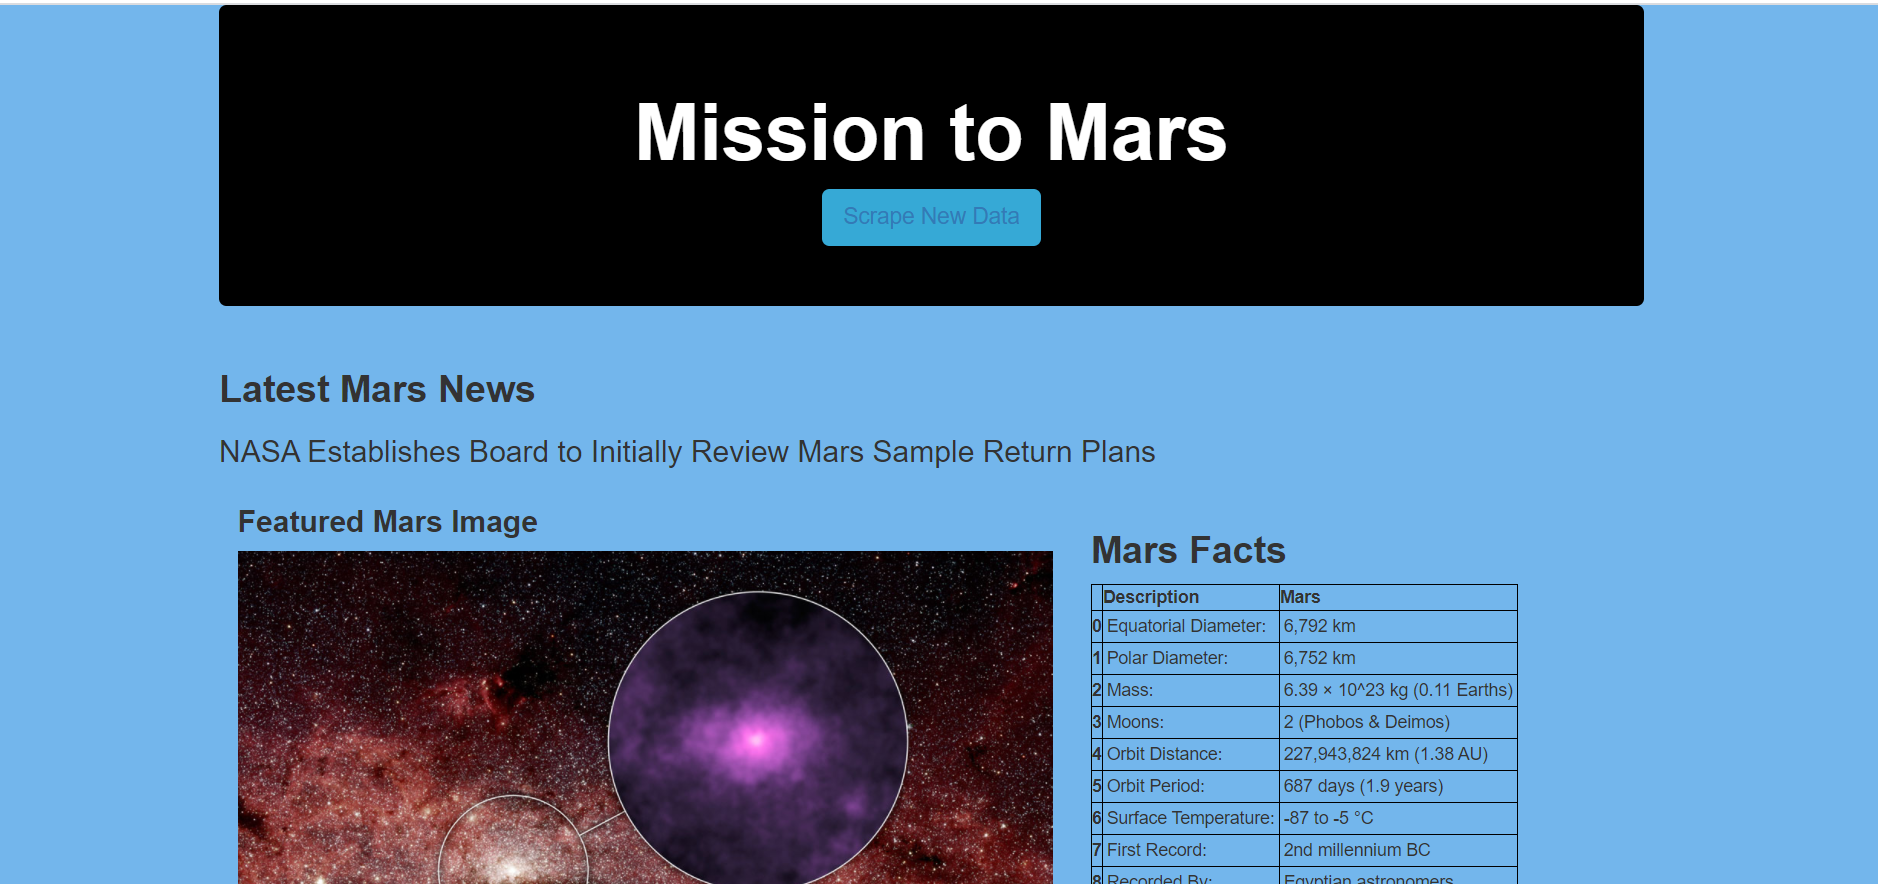 Mission to Mars
Scrape New Data
Latest Mars News
NASA Establishes Board to Initially Review Mars Sample Return Plans
Featured Mars Image
Mars Facts
Description Mars
0 Equatorial Diameter: 6,792 km
1 Polar Diameter: 6,752 km
2 Mass: 6.39 × 10^23 kg (0.11 Earths)
3 Moons: 2 (Phobos & Deimos)
4 Orbit Distance: 227,943,824 km (1.38 AU)
5 Orbit Period: 687 days (1.9 years)
6 Surface Temperature: -87 to -5 °C
7 First Record: 2nd millennium BC
8 Recorded By: Egyptian astronomers